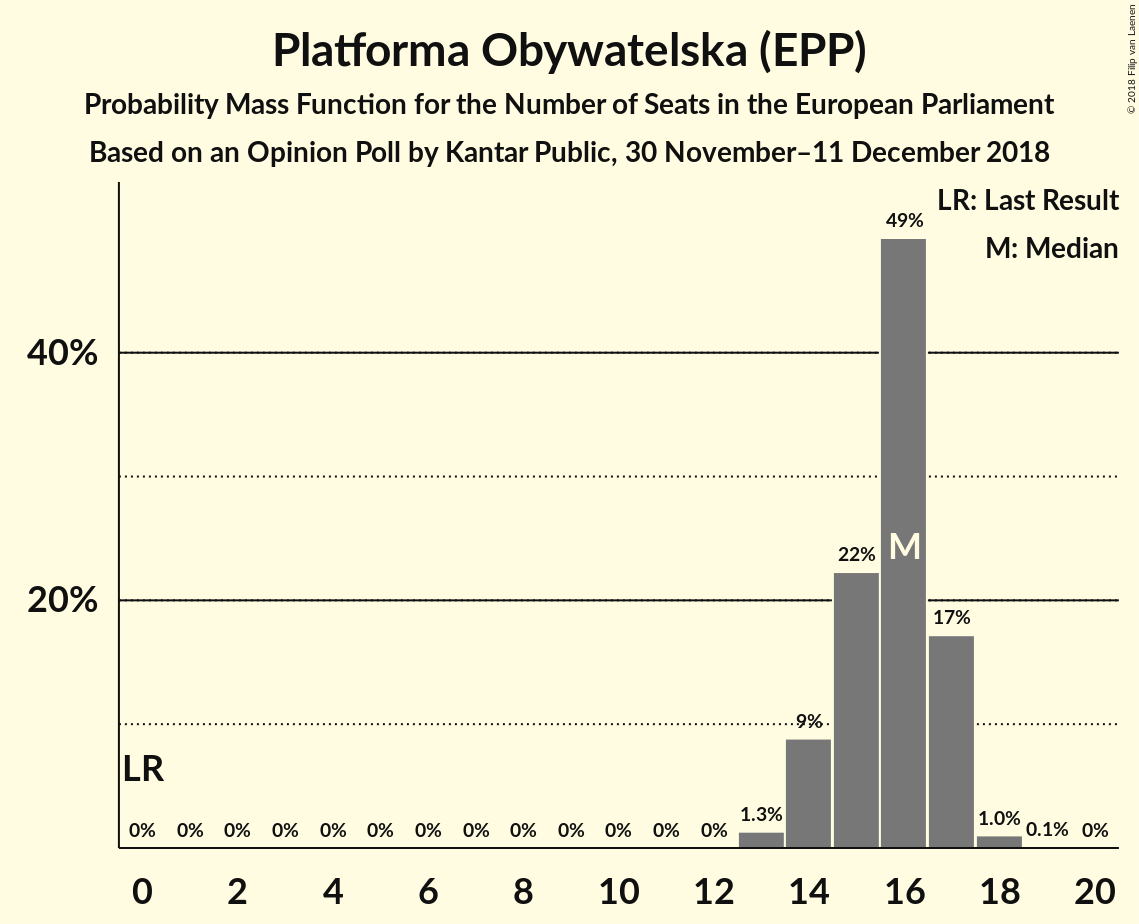 Platforma Obywatelska (EPP)
Probability Mass Function for the Number of Seats in the European Parliament
Based on an Opinion Poll by Kantar Public, 30 November–11 December 2018
© 2018 Filip van Laenen
LR: Last Result
M: Median
49%
40%
22%
M
20%
17%
9%
LR
0% 0% 0% 0% 0% 0% 0% 0% 0% 0% 0% 0% 0% 1.3% 1.0% 0.1% 0%
0 2 4 6 8 10 12 14 16 18 20